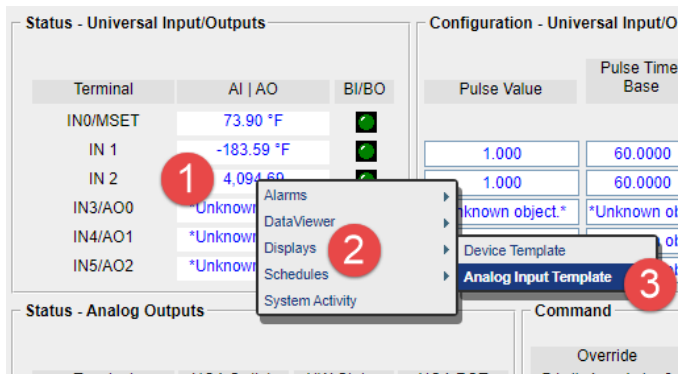 Status - Universal Input/Outputs
Configuration - Universal Input/O
Terminal AI | AO BI/BO Pulse Value Pulse Time Base
IN0/MSET 73.90 °F
IN 1 -183.59 °F 1.000 60.0000
IN 2 1 4,094.69 1.000 60.0000
IN3/AO0 *Unknown known object.* *Unknown ob
IN4/AO1 *Unknown
IN5/AO2 *Unknown
Alarms
DataViewer
Displays 2
Schedules
System Activity
Device Template
Analog Input Template 3
Status - Analog Outputs
Command
Override